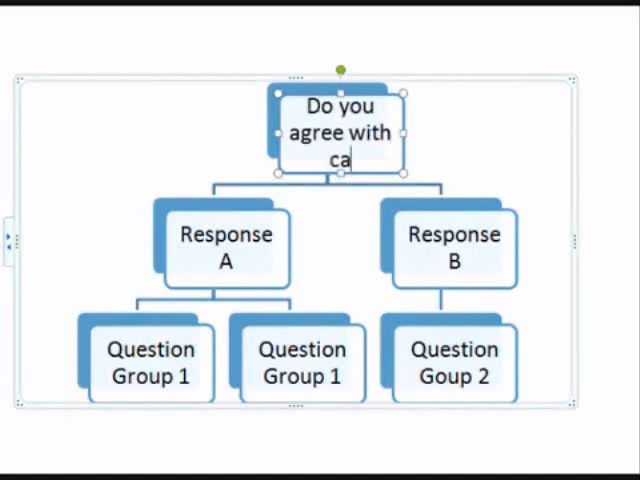 Do you
agree with
ca
Response
A
Response
B
Question
Group 1
Question
Group 1
Question
Goup 2